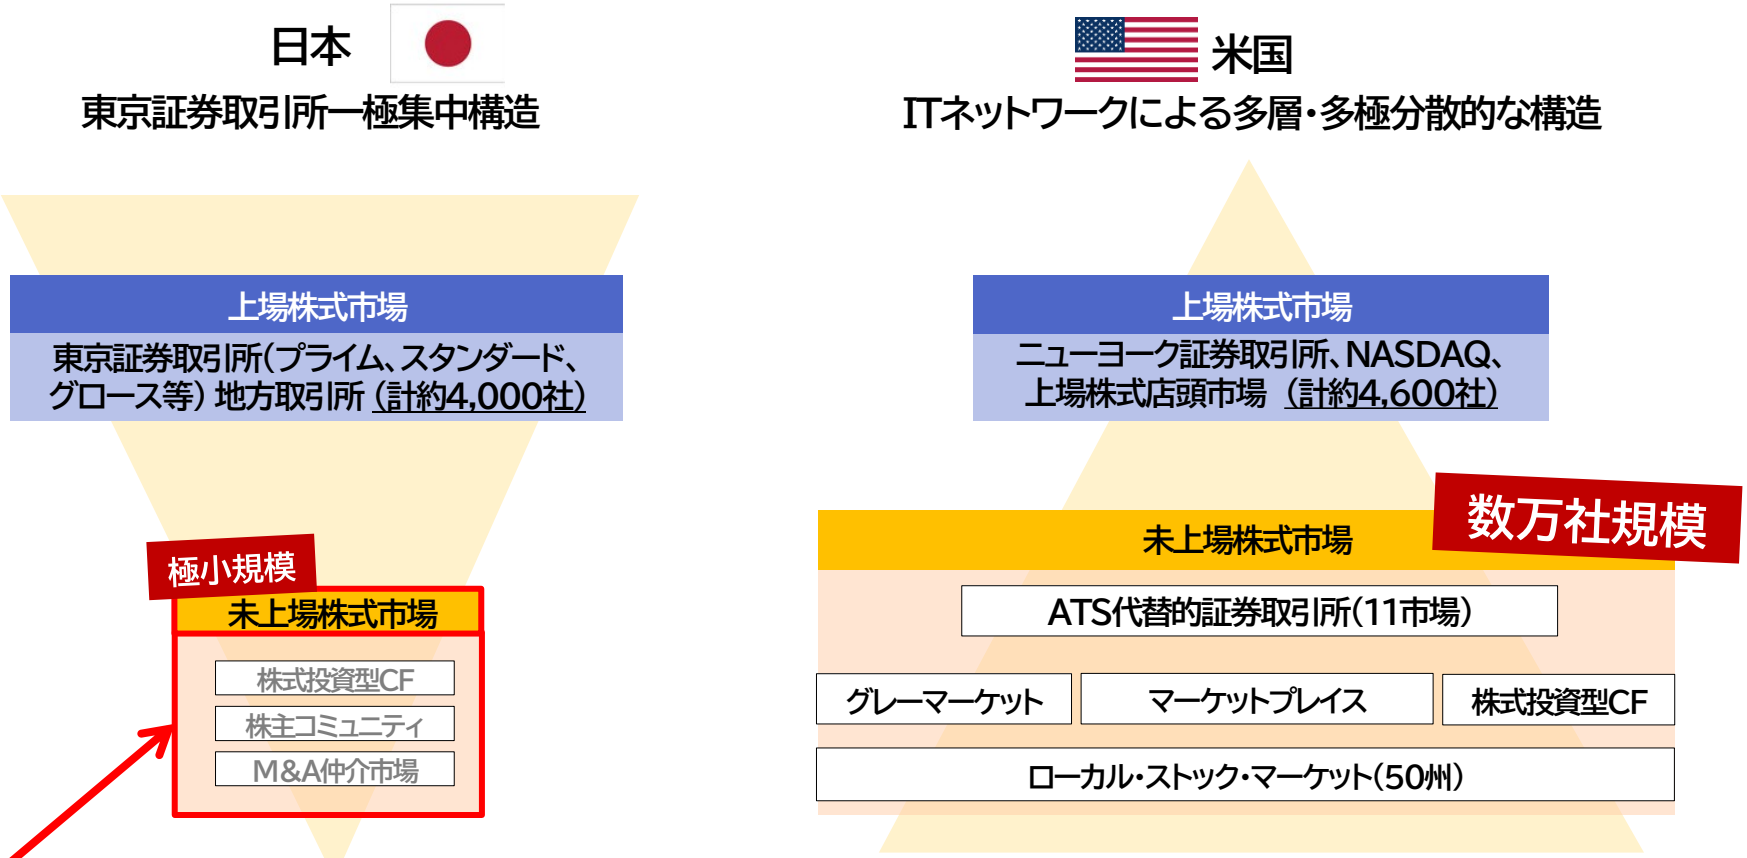 日本
東京証券取引所一極集中構造
上場株式市場
東京証券取引所(プライム、スタンダード、
グロース等) 地方取引所 (計約4,000社)
極小規模
未上場株式市場
株式投資型CF
株主コミュニティ
M&A仲介市場
米国
ITネットワークによる多層・多極分散的な構造
上場株式市場
ニューヨーク証券取引所、NASDAQ、
上場株式店頭市場 (計約4,600社)
数万社規模
未上場株式市場
ATS代替的証券取引所(11市場)
グレーマーケット
マーケットプレイス
株式投資型CF
ローカル・ストック・マーケット(50州)